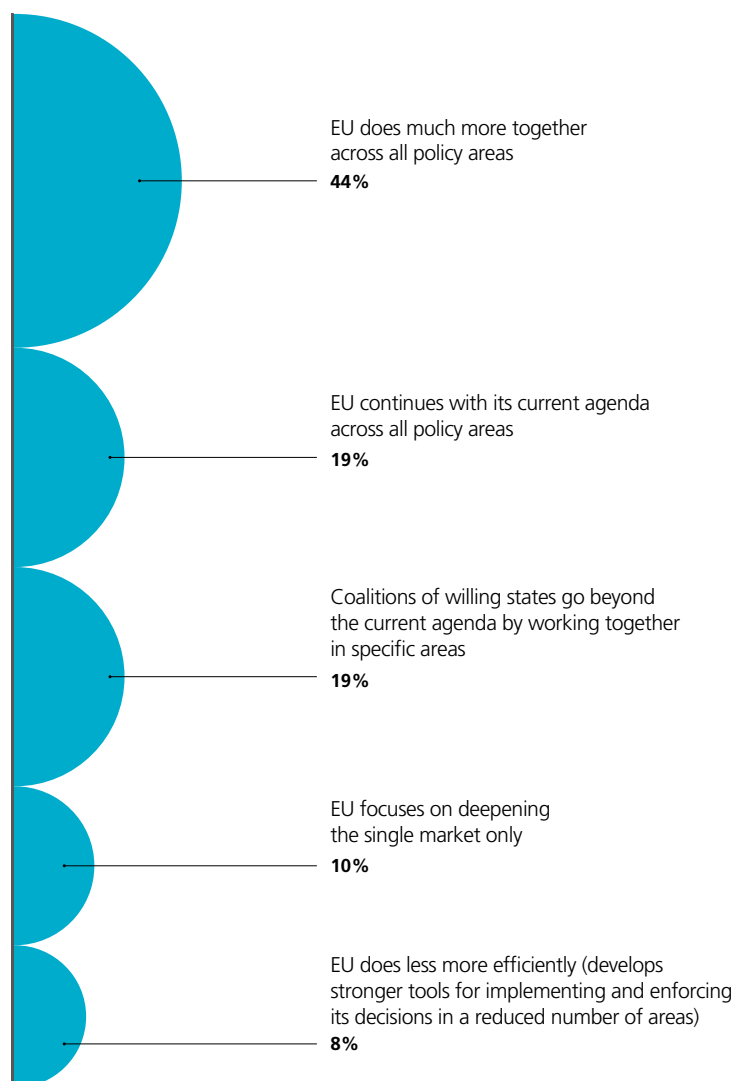 EU does much more together
across all policy areas
44%
EU continues with its current agenda
across all policy areas
19%
Coalitions of willing states go beyond
the current agenda by working together
in specific areas
19%
EU focuses on deepening
the single market only
10%
EU does less more efficiently (develops
stronger tools for implementing and enforcing
its decisions in a reduced number of areas)
8%